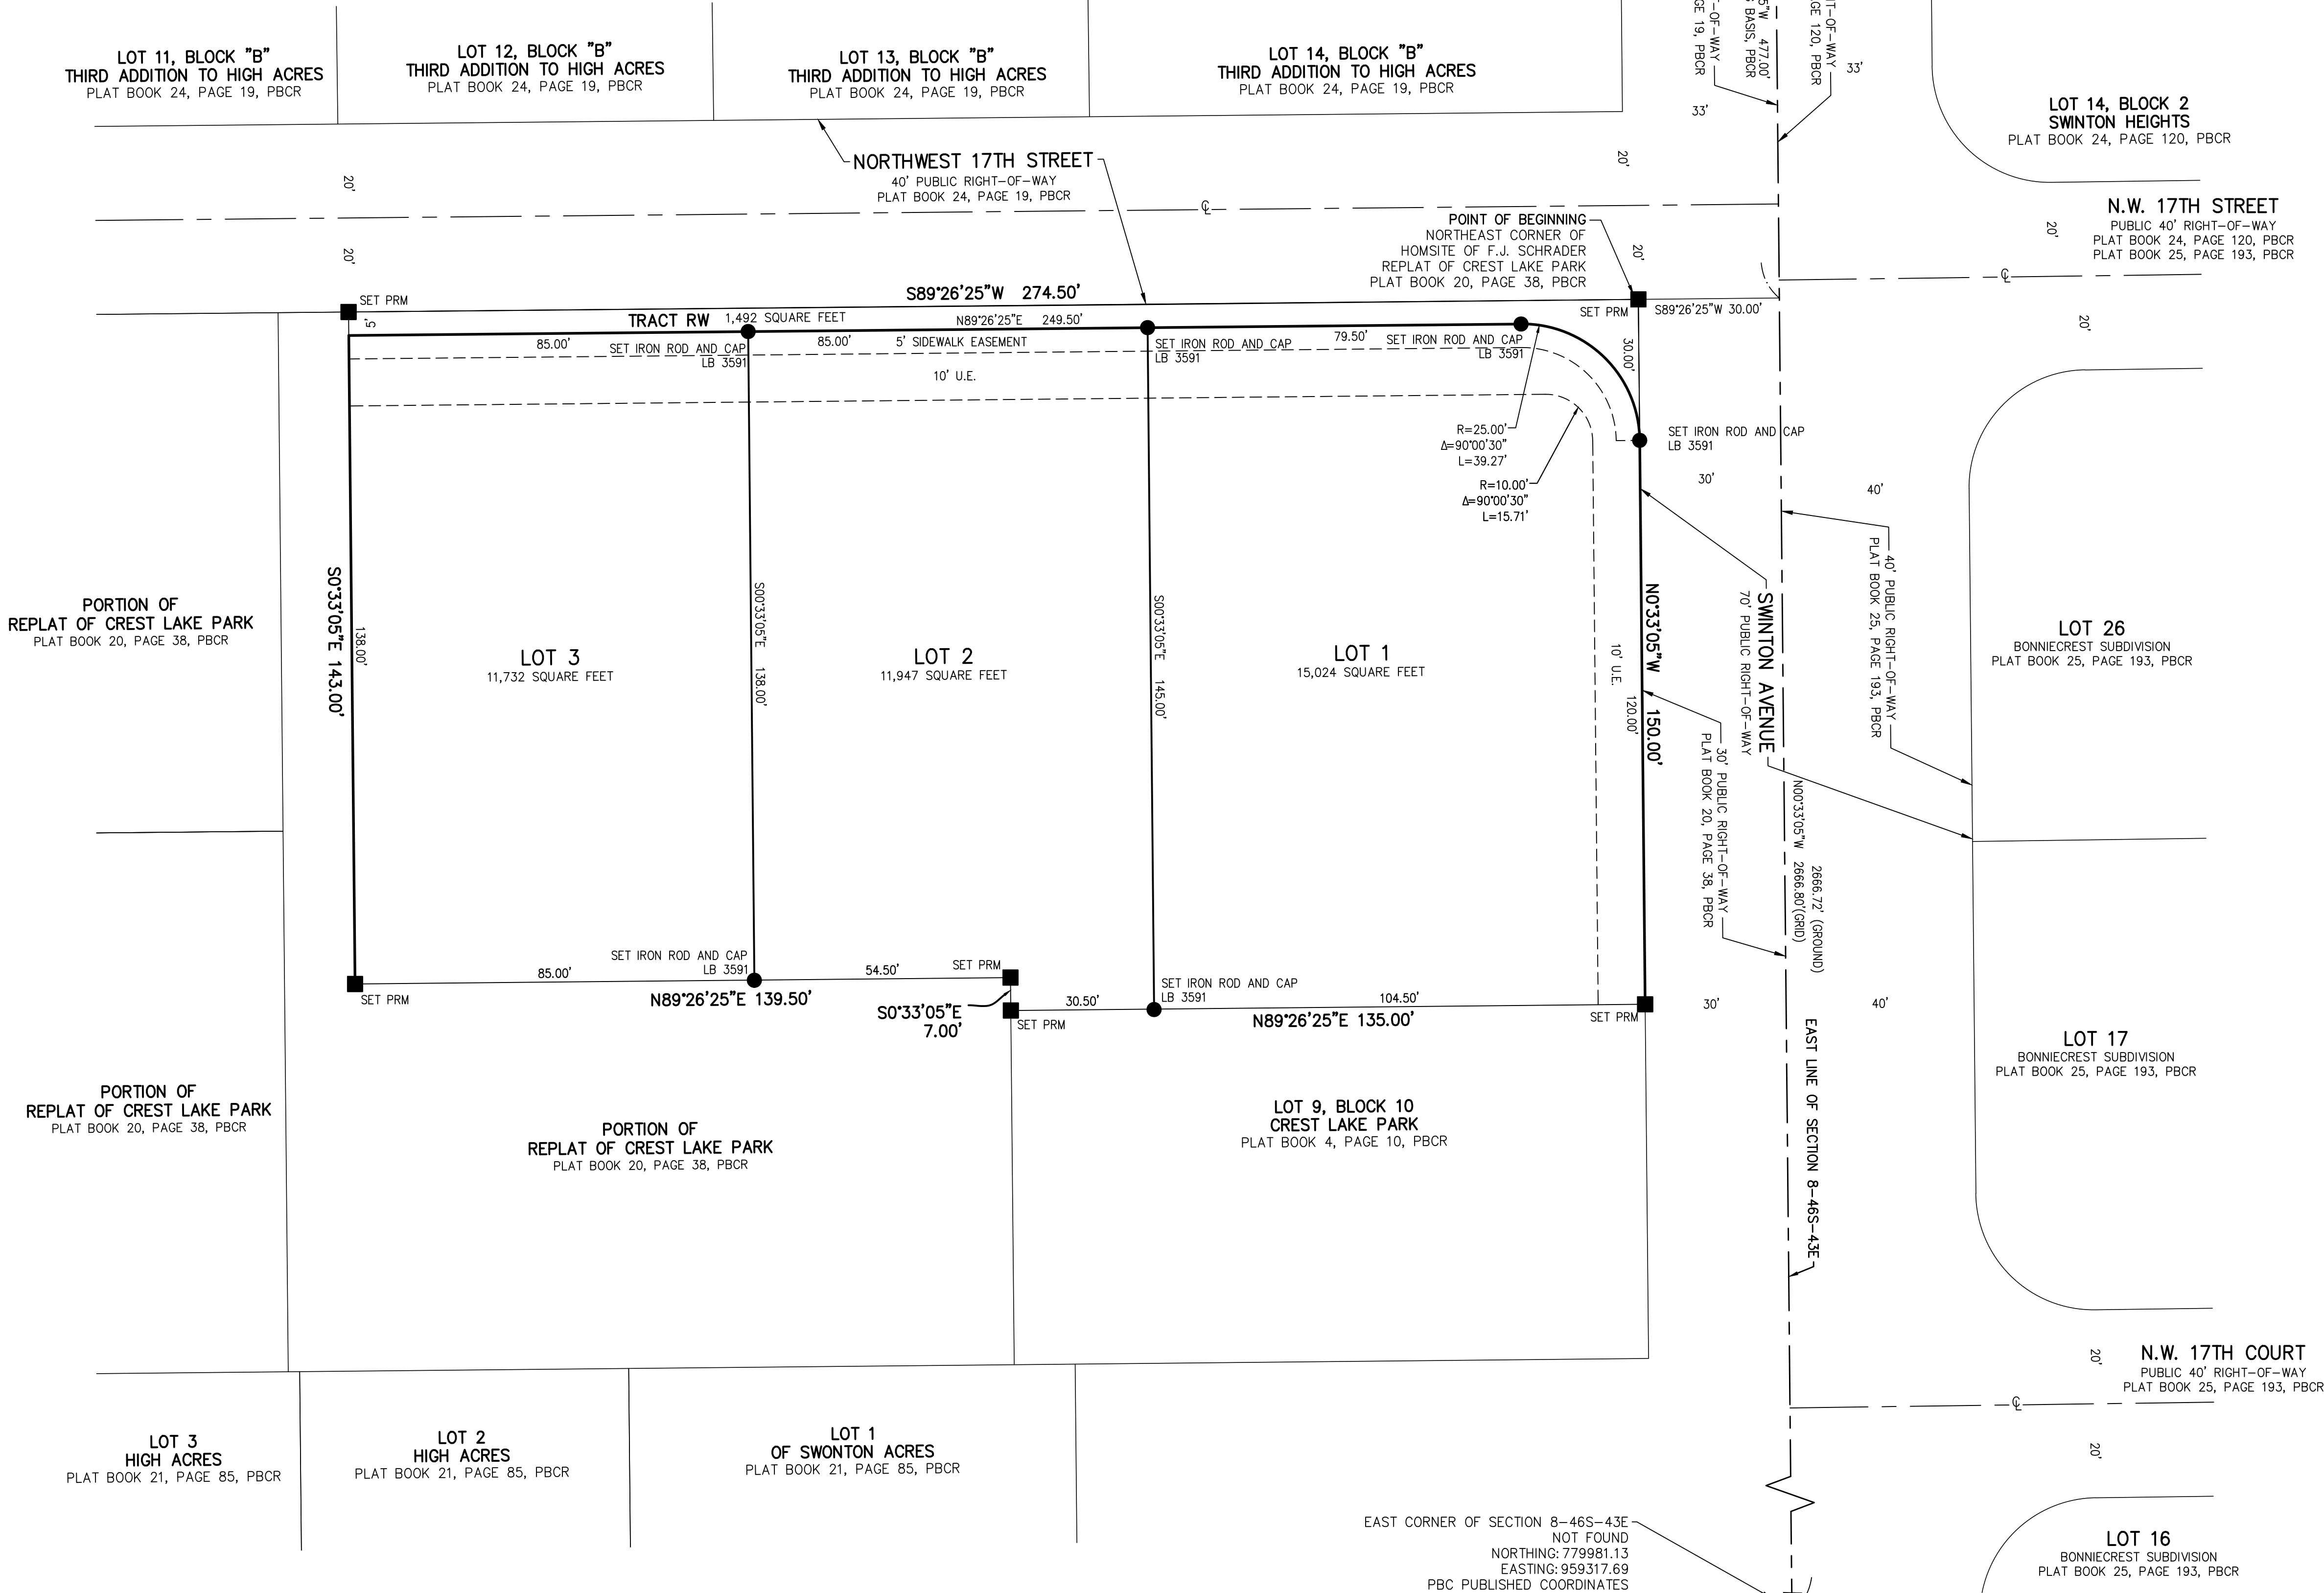 LOT 11, BLOCK "B"
THIRD ADDITION TO HIGH ACRES
PLAT BOOK 24, PAGE 19, PBCR
LOT 12, BLOCK "B"
THIRD ADDITION TO HIGH ACRES
PLAT BOOK 24, PAGE 19, PBCR
LOT 13, BLOCK "B"
THIRD ADDITION TO HIGH ACRES
PLAT BOOK 24, PAGE 19, PBCR
LOT 14, BLOCK "B"
THIRD ADDITION TO HIGH ACRES
PLAT BOOK 24, PAGE 19, PBCR
T-OF-WAY
GE 19, PBCR
5"W 477.00'
BASIS, PBCR
HT-OF-WAY
GE 120, PBCR
33'
33'
LOT 14, BLOCK 2
SWINTON HEIGHTS
PLAT BOOK 24, PAGE 120, PBCR
NORTHWEST 17TH STREET
40' PUBLIC RIGHT-OF-WAY
PLAT BOOK 24, PAGE 19, PBCR
20'
20'
20'
20'
POINT OF BEGINNING
NORTHEAST CORNER OF
HOMSITE OF F.J. SCHRADER
REPLAT OF CREST LAKE PARK
PLAT BOOK 20, PAGE 38, PBCR
N.W. 17TH STREET
PUBLIC 40' RIGHT-OF-WAY
PLAT BOOK 24, PAGE 120, PBCR
PLAT BOOK 25, PAGE 193, PBCR
20'
20'
SET PRM
S89°26'25"W 274.50'
SET PRM
S89°26'25"W 30.00'
5'
TRACT RW 1,492 SQUARE FEET
N89°26'25"E 249.50'
85.00'
SET IRON ROD AND CAP
LB 3591
85.00'
5' SIDEWALK EASEMENT
SET IRON ROD AND CAP
LB 3591
79.50'
SET IRON ROD AND CAP
LB 3591
30.00'
10' U.E.
R=25.00'
Δ=90°00'30"
L=39.27'
R=10.00'
Δ=90°00'30"
L=15.71'
SET IRON ROD AND CAP
LB 3591
30'
40'
PORTION OF
REPLAT OF CREST LAKE PARK
PLAT BOOK 20, PAGE 38, PBCR
S0°33'05"E 143.00'
138.00'
LOT 3
11,732 SQUARE FEET
S00°33'05"E 138.00'
LOT 2
11,947 SQUARE FEET
S00°33'05"E 145.00'
LOT 1
15,024 SQUARE FEET
10' U.E.
120.00'
N0°33'05"W 150.00'
SWINTON AVENUE
70' PUBLIC RIGHT-OF-WAY
30' PUBLIC RIGHT-OF-WAY
PLAT BOOK 20, PAGE 38, PBCR
40' PUBLIC RIGHT-OF-WAY
PLAT BOOK 25, PAGE 193, PBCR
N00°33'05"W 2666.80'(GRID)
2666.72' (GROUND)
LOT 26
BONNIECREST SUBDIVISION
PLAT BOOK 25, PAGE 193, PBCR
SET PRM
85.00'
SET IRON ROD AND CAP
LB 3591
N89°26'25"E 139.50'
54.50'
SET PRM
S0°33'05"E
7.00'
SET PRM
30.50'
SET IRON ROD AND CAP
LB 3591
104.50'
N89°26'25"E 135.00'
SET PRM
30'
40'
EAST LINE OF SECTION 8-46S-43E
LOT 17
BONNIECREST SUBDIVISION
PLAT BOOK 25, PAGE 193, PBCR
PORTION OF
REPLAT OF CREST LAKE PARK
PLAT BOOK 20, PAGE 38, PBCR
PORTION OF
REPLAT OF CREST LAKE PARK
PLAT BOOK 20, PAGE 38, PBCR
LOT 9, BLOCK 10
CREST LAKE PARK
PLAT BOOK 4, PAGE 10, PBCR
20'
N.W. 17TH COURT
PUBLIC 40' RIGHT-OF-WAY
PLAT BOOK 25, PAGE 193, PBCR
20'
LOT 3
HIGH ACRES
PLAT BOOK 21, PAGE 85, PBCR
LOT 2
HIGH ACRES
PLAT BOOK 21, PAGE 85, PBCR
LOT 1
OF SWONTON ACRES
PLAT BOOK 21, PAGE 85, PBCR
EAST CORNER OF SECTION 8-46S-43E
NOT FOUND
NORTHING: 779981.13
EASTING: 959317.69
PBC PUBLISHED COORDINATES
LOT 16
BONNIECREST SUBDIVISION
PLAT BOOK 25, PAGE 193, PBCR